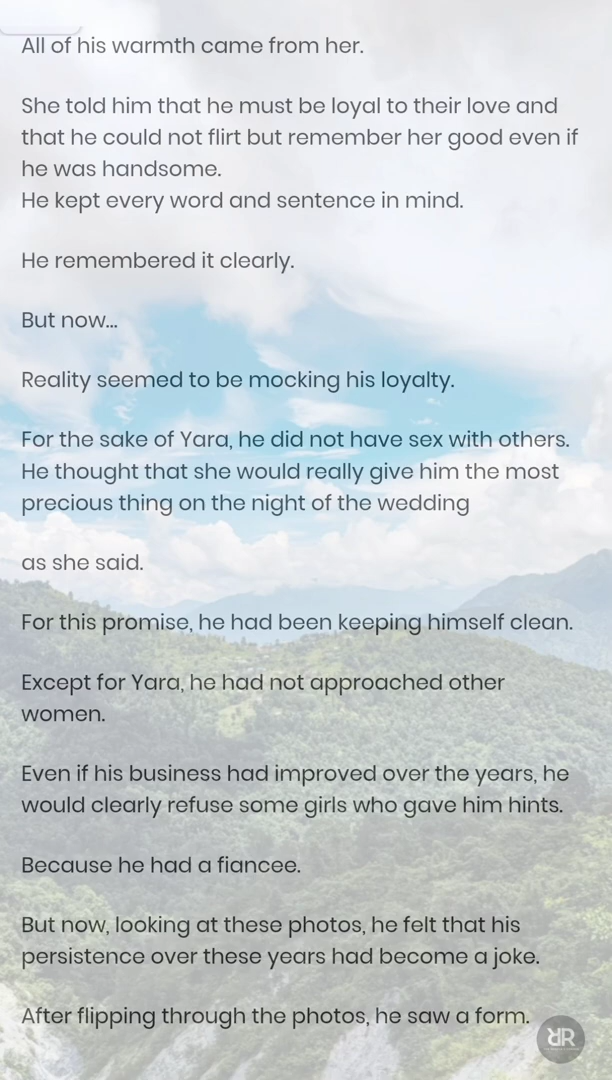 All of his warmth came from her.
She told him that he must be loyal to their love and
that he could not flirt but remember her good even if
he was handsome.
He kept every word and sentence in mind.
He remembered it clearly.
But now...
Reality seemed to be mocking his loyalty.
For the sake of Yara, he did not have sex with others.
He thought that she would really give him the most
precious thing on the night of the wedding
as she said.
For this promise, he had been keeping himself clean.
Except for Yara, he had not approached other
women.
Even if his business had improved over the years, he
would clearly refuse some girls who gave him hints.
Because he had a fiancee.
But now, looking at these photos, he felt that his
persistence over these years had become a joke.
After flipping through the photos, he saw a form.